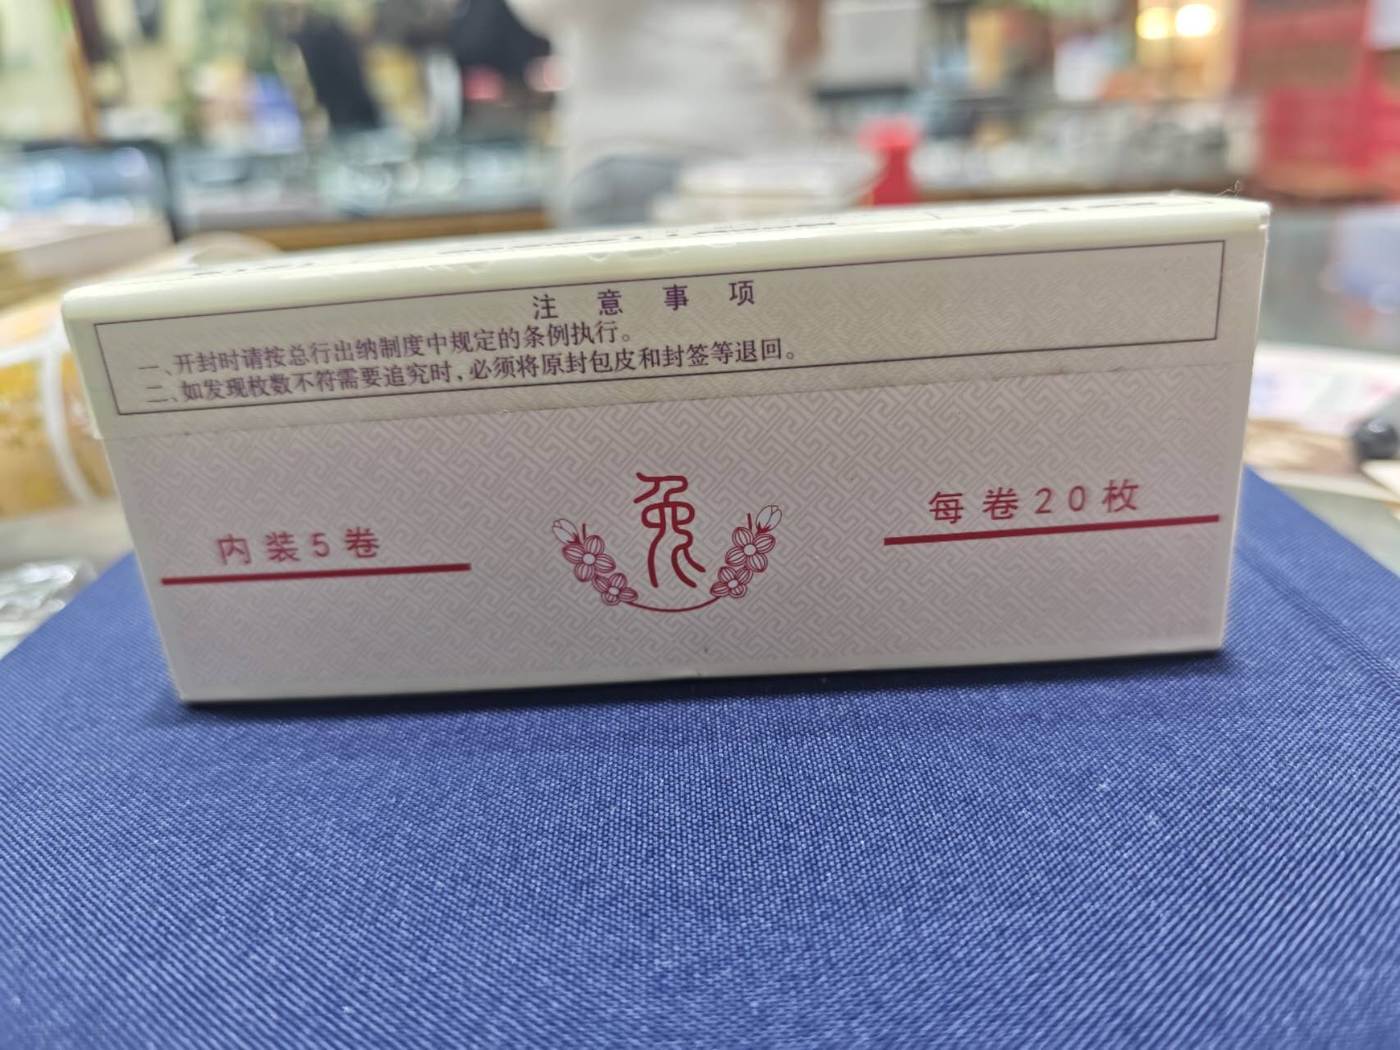 注意事项
一、开封时请按总行出纳制度中规定的条例执行。
二、如发现枚数不符需要追究时，必须将原封包皮和封签等退回。
内装5卷
兔
每卷20枚